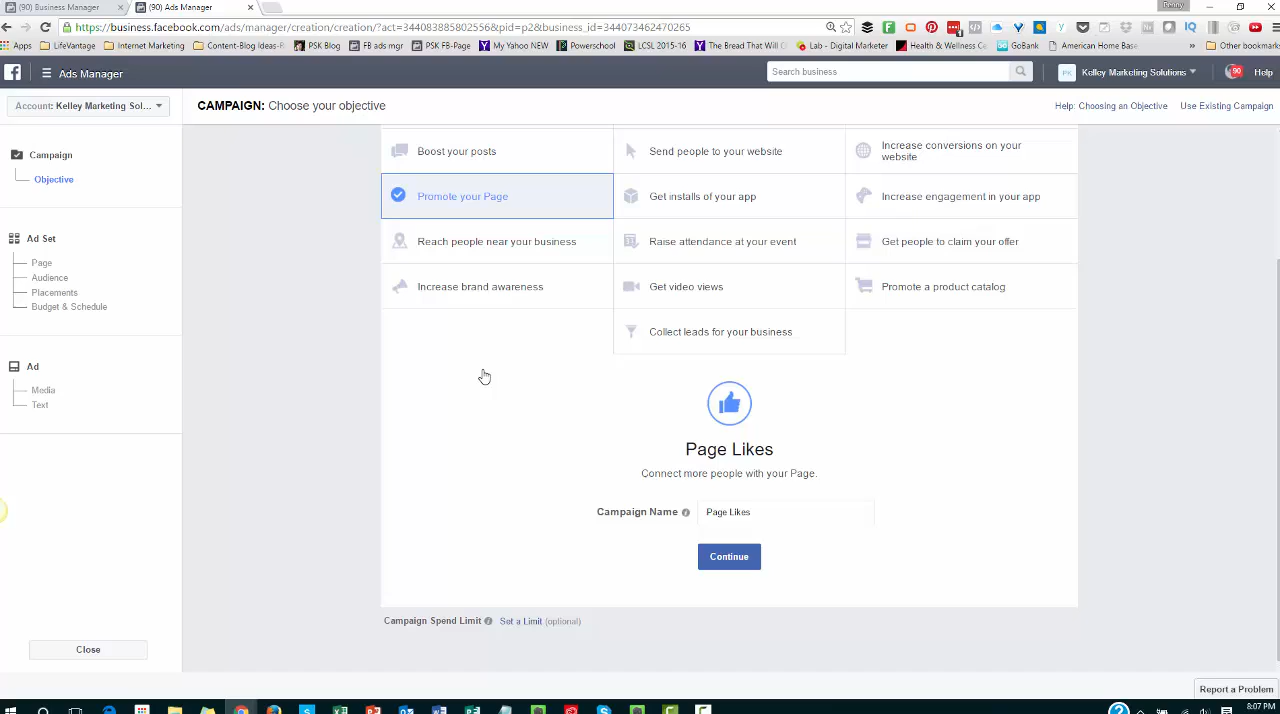 (90) Business Manager
(90) Ads Manager
https://business.facebook.com/ads/manager/creation/creation/?act=344083885802556&pid=p2&business_id=344073462470265
Apps
LifeVantage
Internet Marketing
Content-Blog Ideas-F
PSK Blog
FB ads mgr
PSK FB-Page
My Yahoo NEW
Powerschool
LCSL 2015-16
The Brand That Will C
Lab - Digital Marketer
Health & Wellness Co
GoBank
American Home Base
»
Other bookmarks
Ads Manager
Search business
PK
Kelley Marketing Solutions
90
Help
Account: Kelley Marketing Sol...
CAMPAIGN: Choose your objective
Help: Choosing an Objective
Use Existing Campaign
Campaign
Objective
Ad Set
Page
Audience
Placements
Budget & Schedule
Ad
Media
Text
Close
Boost your posts
Send people to your website
Increase conversions on your
website
Promote your Page
Get installs of your app
Increase engagement in your app
Reach people near your business
Raise attendance at your event
Get people to claim your offer
Increase brand awareness
Get video views
Promote a product catalog
Collect leads for your business
Page Likes
Connect more people with your Page.
Campaign Name
Page Likes
Continue
Campaign Spend Limit
Set a Limit (optional)
Report a Problem
8:07 PM